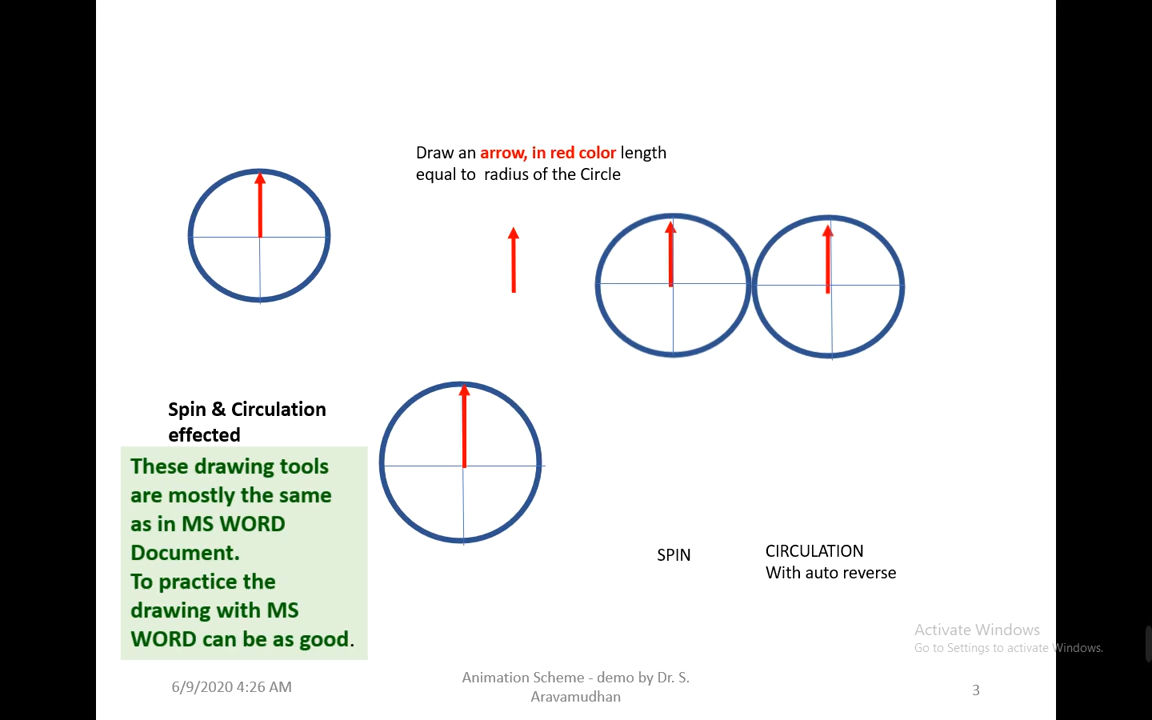 Draw an arrow, in red color length
equal to  radius of the Circle
Spin & Circulation
effected
These drawing tools
are mostly the same
as in MS WORD
Document.
To practice the
drawing with MS
WORD can be as good.
SPIN
CIRCULATION
With auto reverse
Activate Windows
Go to Settings to activate Windows.
6/9/2020 4:26 AM
Animation Scheme - demo by Dr. S.
Aravamudhan
3